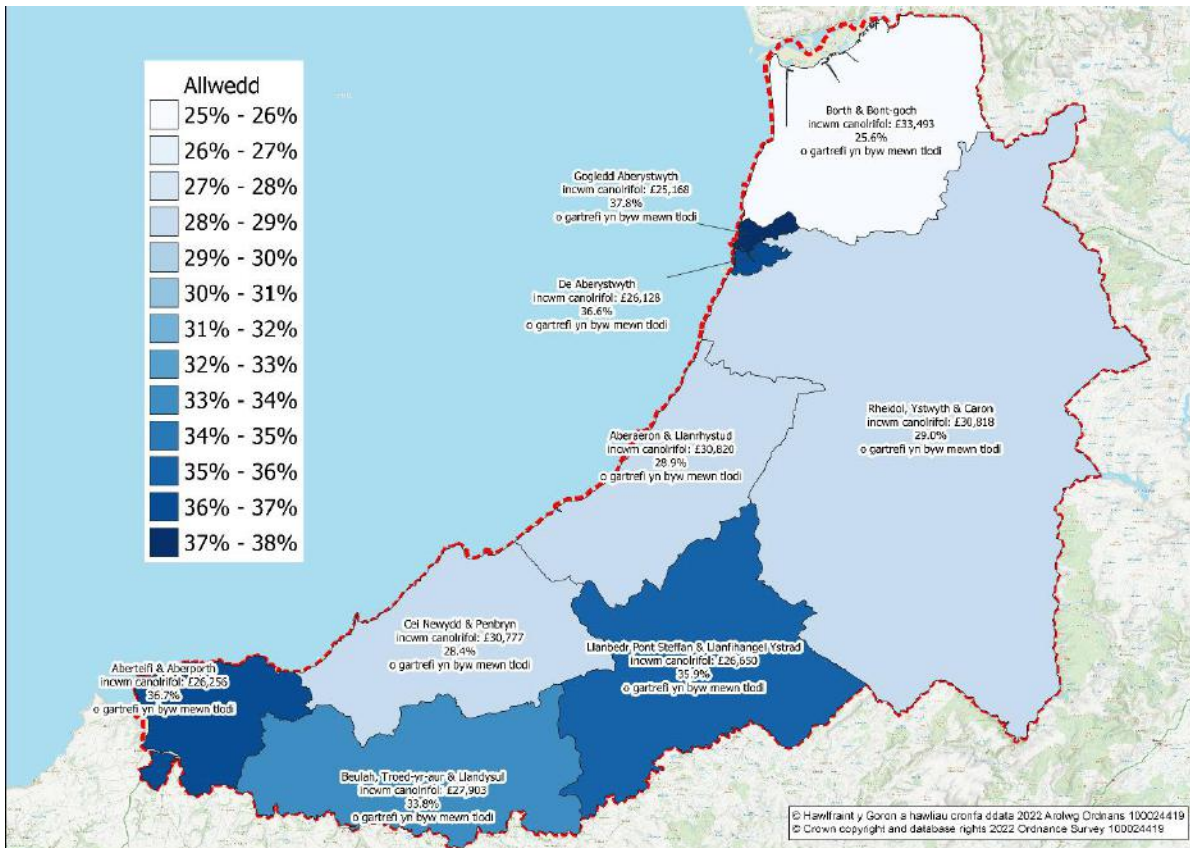 Allwedd
25% - 26%
26% - 27%
27% - 28%
28% - 29%
29% - 30%
30% - 31%
31% - 32%
32% - 33%
33% - 34%
34% - 35%
35% - 36%
36% - 37%
37% - 38%
Borth & Bont-goch
incwm canolrifol: £33,493
25.6%
o gartrefi yn byw mewn tlodi
Gogledd Aberystwyth
incwm canolrifol: £25,168
37.8%
o gartrefi yn byw mewn tlodi
De Aberystwyth
incwm canolrifol: £26,128
36.6%
o gartrefi yn byw mewn tlodi
Rheidol, Ystwyth & Caron
incwm canolrifol: £30,818
29.0%
o gartrefi yn byw mewn tlodi
Aberaeron & Llanrhystud
incwm canolrifol: £30,820
28.9%
o gartrefi yn byw mewn tlodi
Cei Newydd & Penbryn
incwm canolrifol: £30,777
28.4%
o gartrefi yn byw mewn tlodi
Llanbedr Pont Steffan & Llanfihangel Ystrad
incwm canolrifol: £26,650
35.9%
o gartrefi yn byw mewn tlodi
Aberteifi & Aberporth
incwm canolrifol: £26,256
36.7%
o gartrefi yn byw mewn tlodi
Beulah, Troed-yr-aur & Llandysul
incwm canolrifol: £27,903
33.8%
o gartrefi yn byw mewn tlodi
© Hawlfraint y Goron a hawliau cronfa ddata 2022 Arolwg Ordnans 100024419
© Crown copyright and database rights 2022 Ordnance Survey 100024419